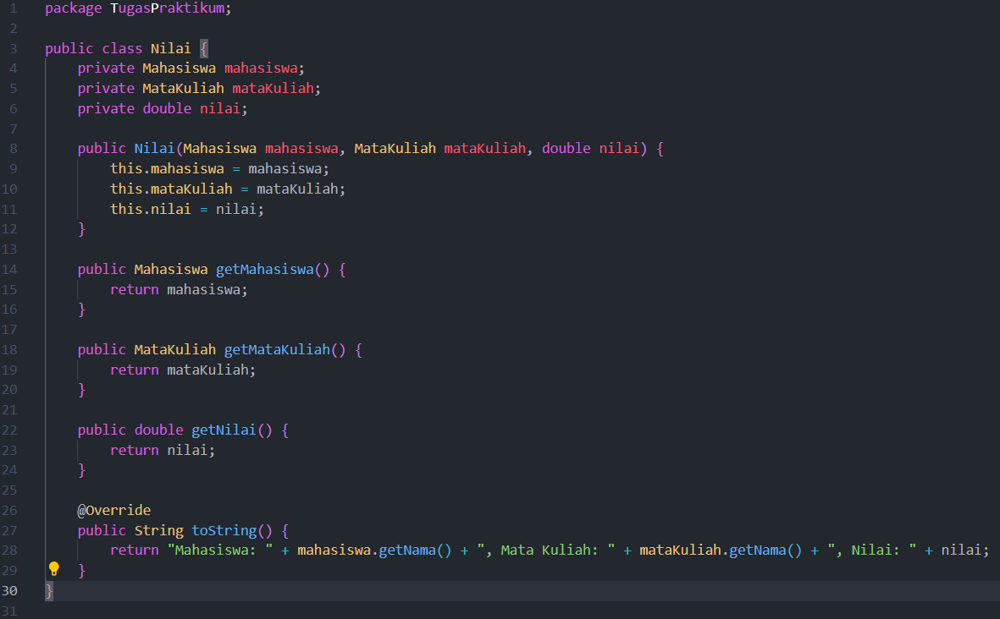 1 package TugasPraktikum;
2
3 public class Nilai {
4     private Mahasiswa mahasiswa;
5     private MataKuliah mataKuliah;
6     private double nilai;
7
8     public Nilai(Mahasiswa mahasiswa, MataKuliah mataKuliah, double nilai) {
9         this.mahasiswa = mahasiswa;
10         this.mataKuliah = mataKuliah;
11         this.nilai = nilai;
12     }
13
14     public Mahasiswa getMahasiswa() {
15         return mahasiswa;
16     }
17
18     public MataKuliah getMataKuliah() {
19         return mataKuliah;
20     }
21
22     public double getNilai() {
23         return nilai;
24     }
25
26     @Override
27     public String toString() {
28         return "Mahasiswa: " + mahasiswa.getNama() + ", Mata Kuliah: " + mataKuliah.getNama() + ", Nilai: " + nilai;
29     }
30 }
31